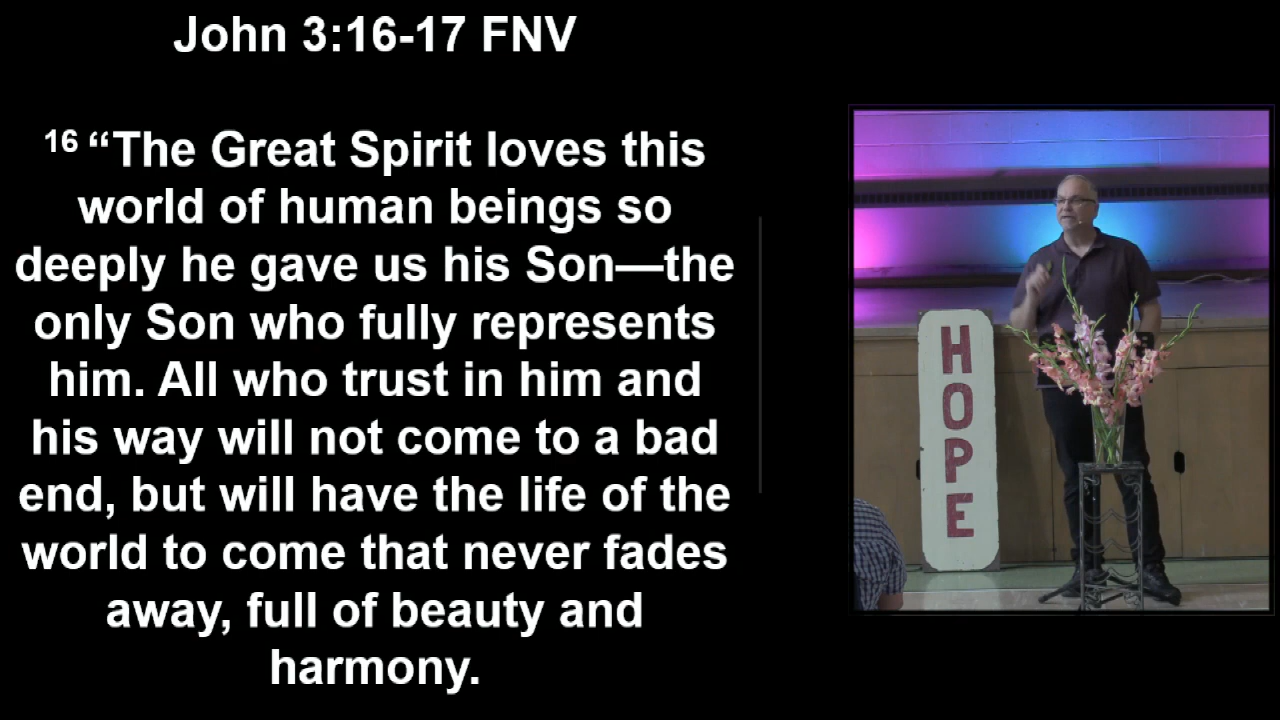 John 3:16-17 FNV
16 “The Great Spirit loves this
world of human beings so
deeply he gave us his Son—the
only Son who fully represents
him. All who trust in him and
his way will not come to a bad
end, but will have the life of the
world to come that never fades
away, full of beauty and
harmony.
HOPE